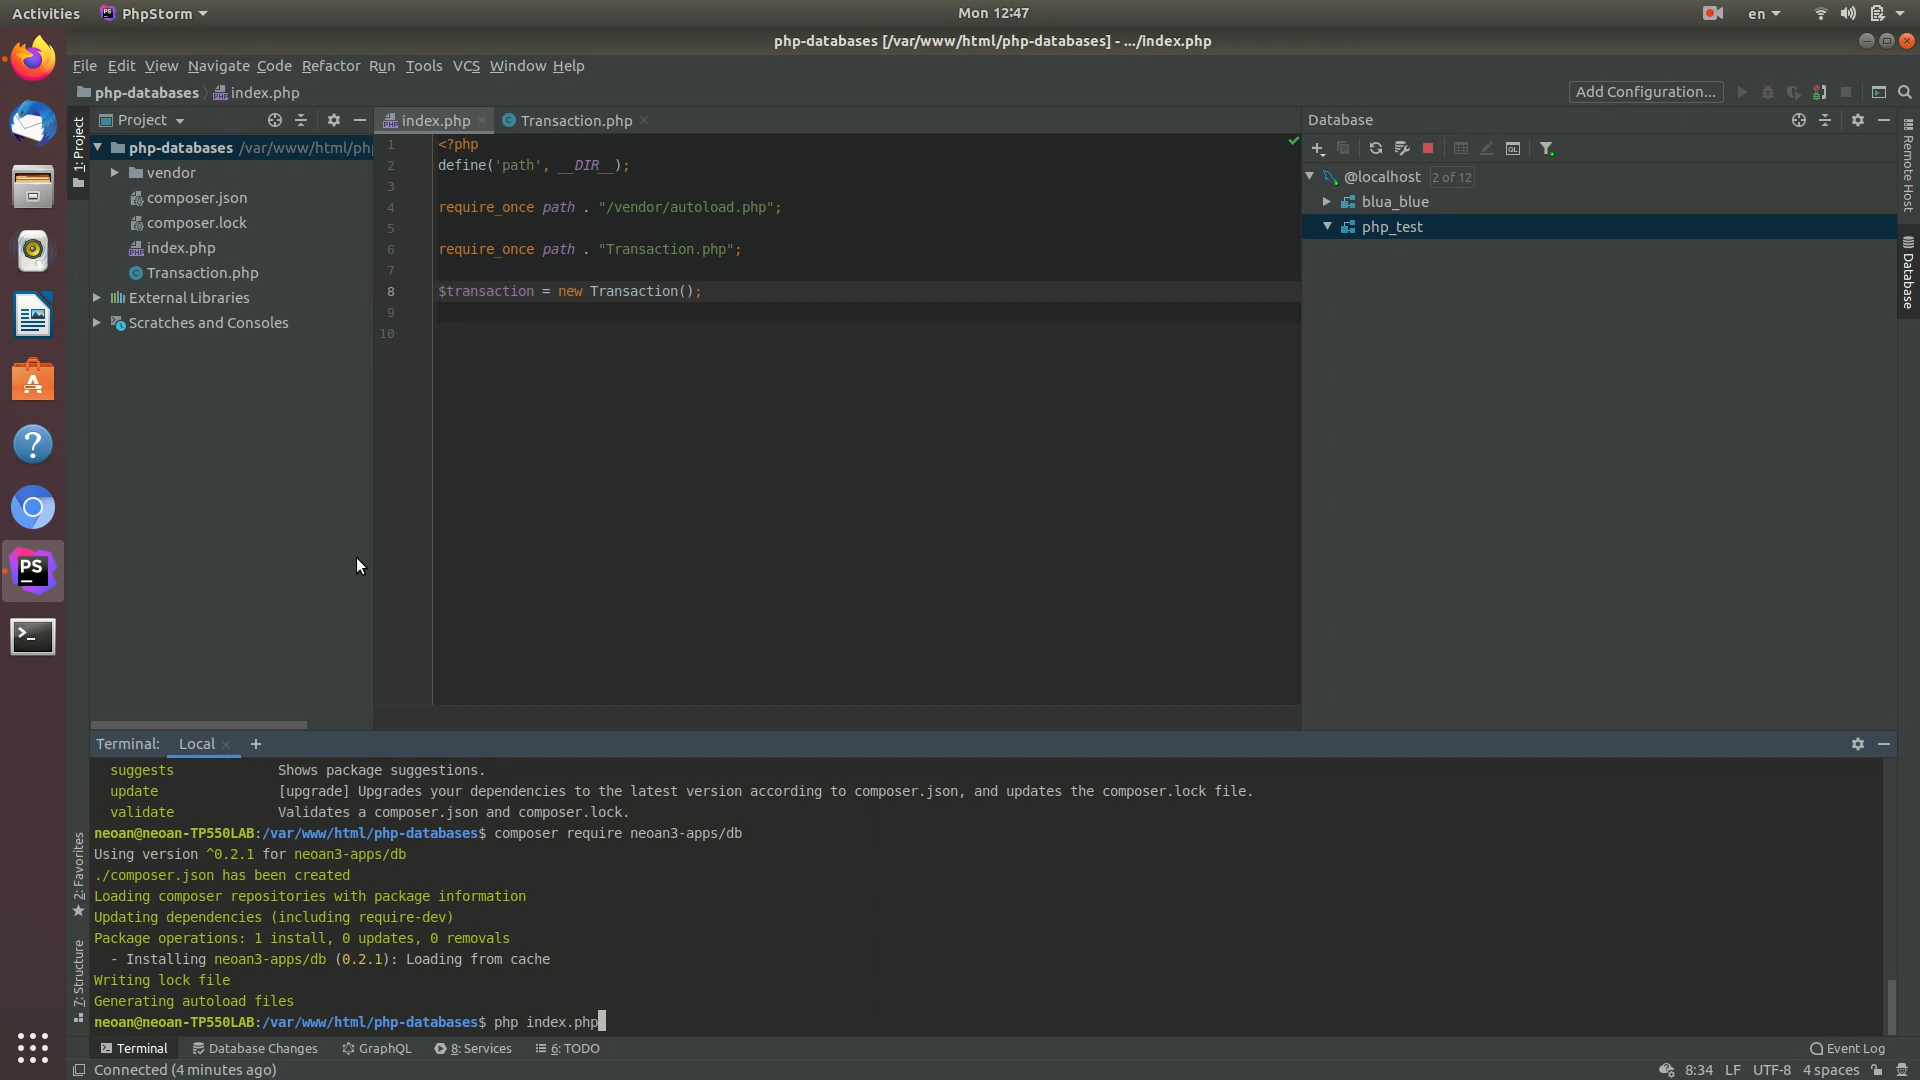 Activities
PhpStorm
Mon 12:47
en
php-databases [/var/www/html/php-databases] - .../index.php
File Edit View Navigate Code Refactor Run Tools VCS Window Help
php-databases
index.php
Add Configuration...
1: Project
Project
php-databases /var/www/html/ph
vendor
composer.json
composer.lock
index.php
Transaction.php
External Libraries
Scratches and Consoles
index.php
Transaction.php
1 <?php
2 define('path', __DIR__);
3
4 require_once path . "/vendor/autoload.php";
5
6 require_once path . "Transaction.php";
7
8 $transaction = new Transaction();
9
10
Database
@localhost 2 of 12
blua_blue
php_test
Remote Host
Database
PS
Terminal: Local
suggests Shows package suggestions.
update [upgrade] Upgrades your dependencies to the latest version according to composer.json, and updates the composer.lock file.
validate Validates a composer.json and composer.lock.
neoan@neoan-TP550LAB:/var/www/html/php-databases$ composer require neoan3-apps/db
Using version ^0.2.1 for neoan3-apps/db
./composer.json has been created
Loading composer repositories with package information
Updating dependencies (including require-dev)
Package operations: 1 install, 0 updates, 0 removals
- Installing neoan3-apps/db (0.2.1): Loading from cache
Writing lock file
Generating autoload files
neoan@neoan-TP550LAB:/var/www/html/php-databases$ php index.php
2: Favorites
7: Structure
Terminal
Database Changes
GraphQL
8: Services
6: TODO
Event Log
Connected (4 minutes ago)
8:34 LF UTF-8 4 spaces